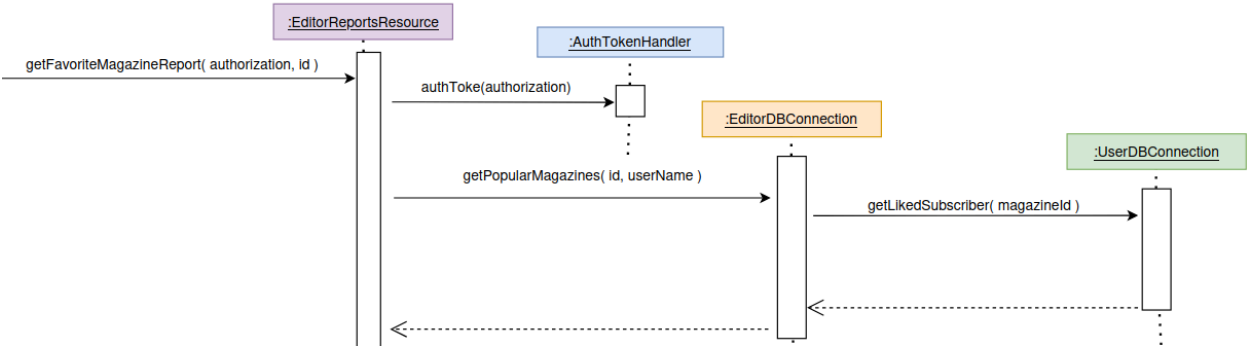 :EditorReportsResource
:AuthTokenHandler
getFavoriteMagazineReport( authorization, id )
authToke(authorization)
:EditorDBConnection
:UserDBConnection
getPopularMagazines( id, userName )
getLikedSubscriber( magazineId )